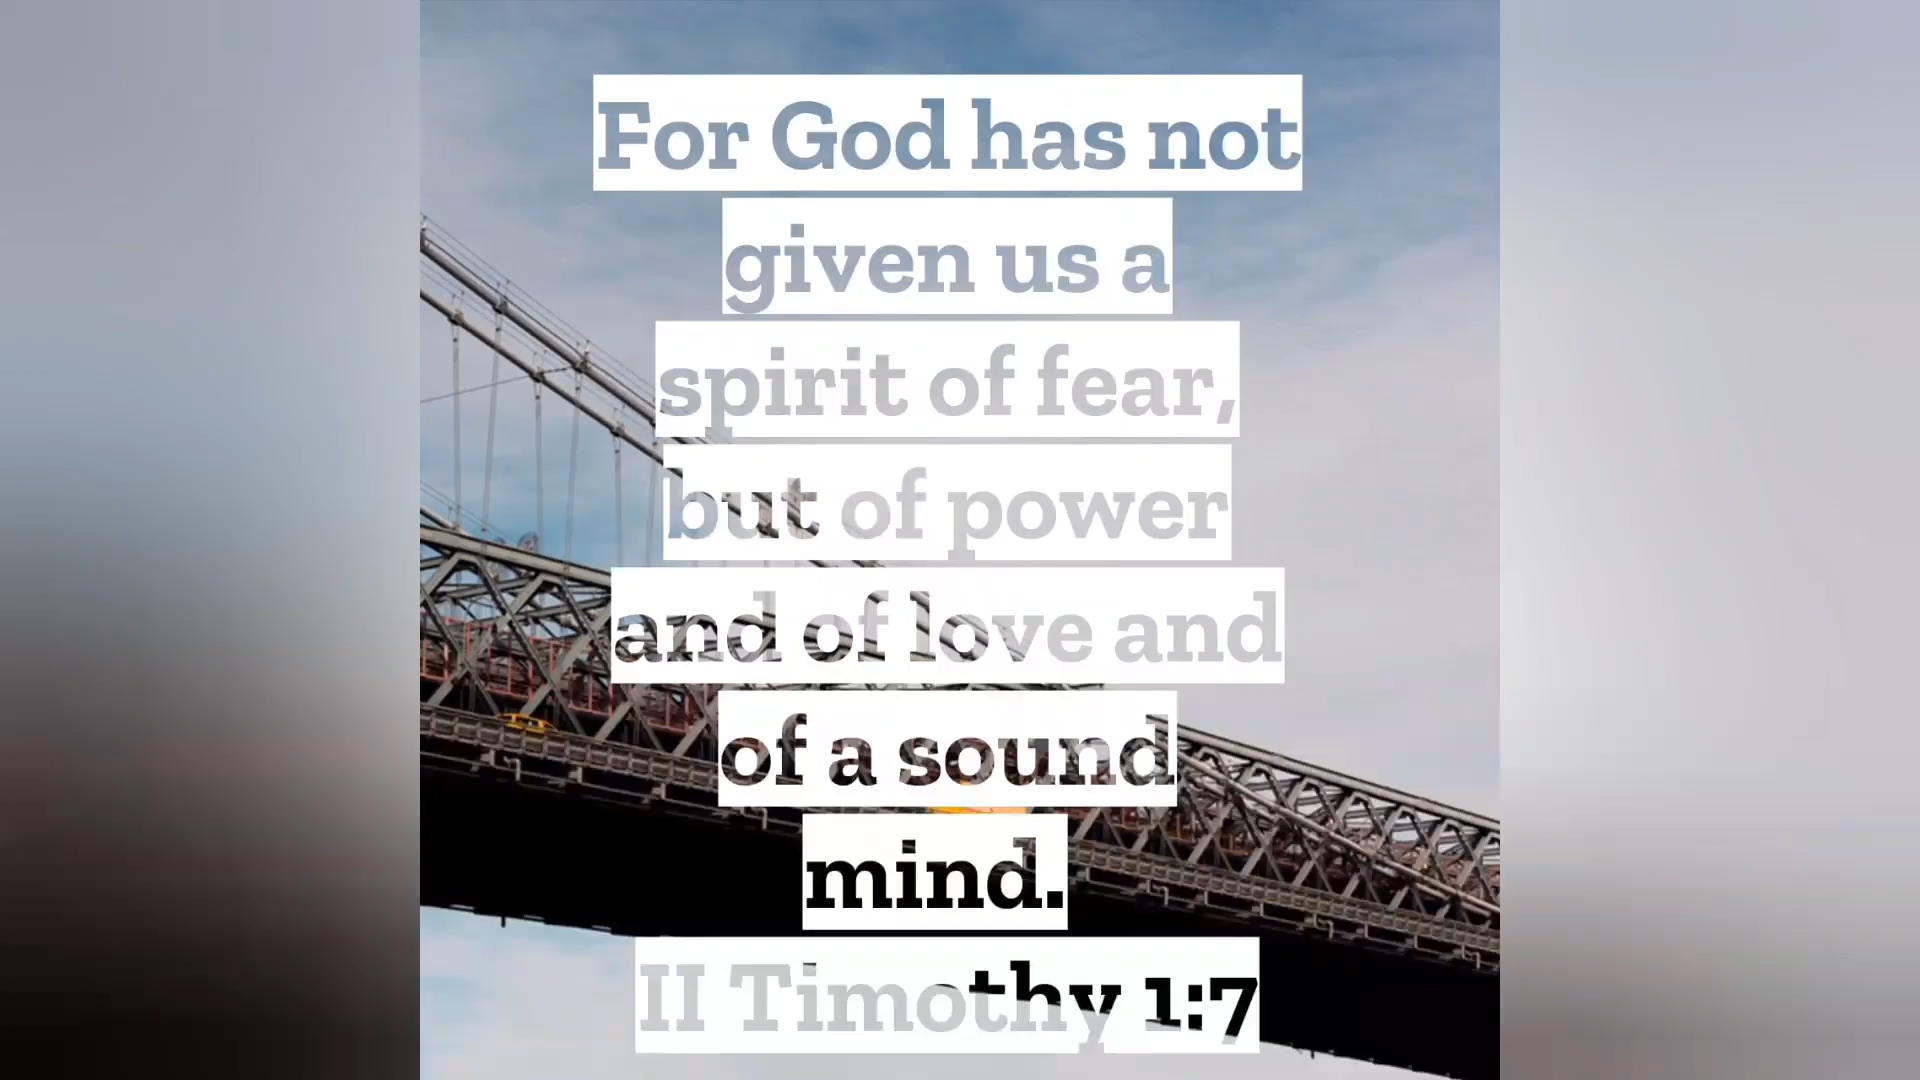 For God has not
given us a
spirit of fear,
but of power
and of love and
of a sound
mind.
II Timothy 1:7